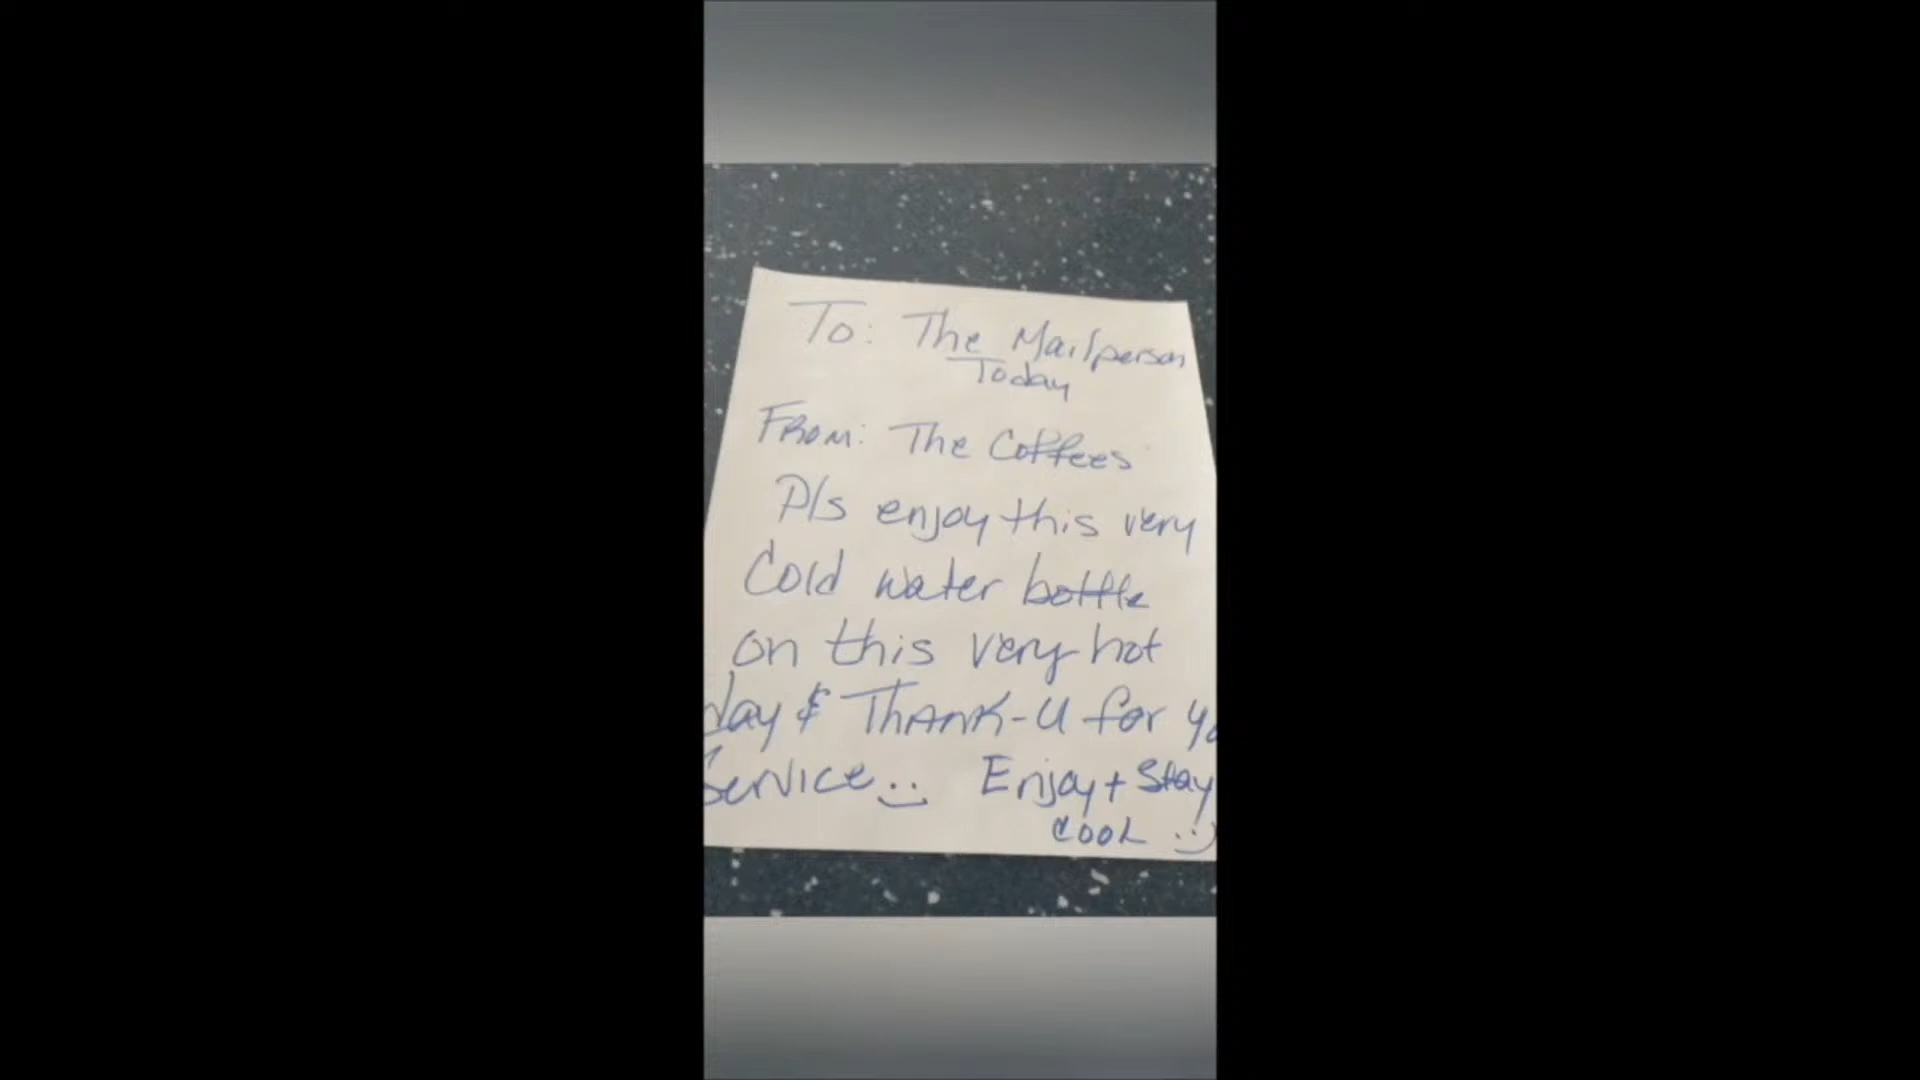 To: The Mailperson
Today
From: The Coffees
Pls enjoy this very
Cold water bottle
on this very hot
day & Thank-U for yo
Service :) Enjoy + Stay
cool :)